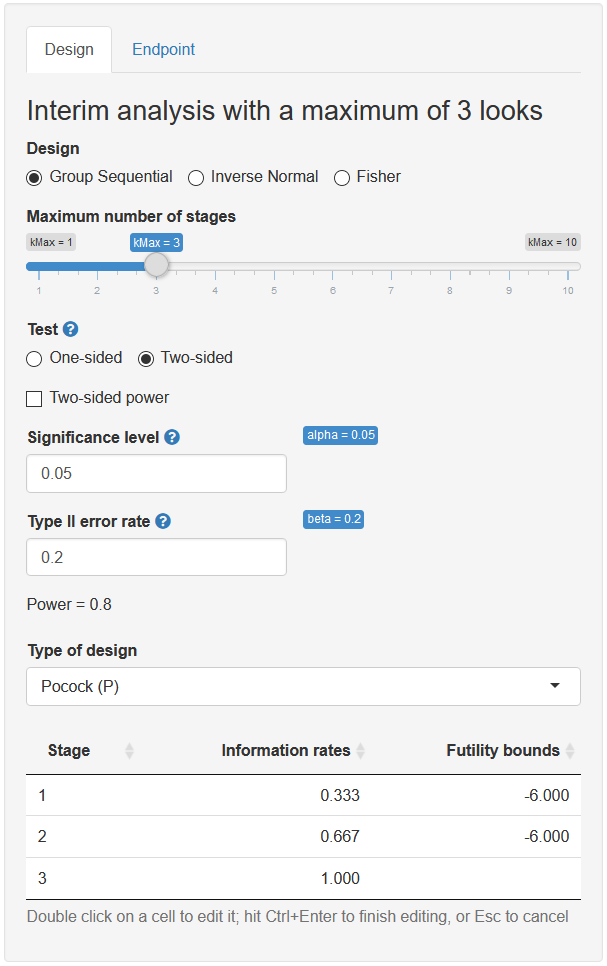 Design Endpoint
Interim analysis with a maximum of 3 looks
Design
Group Sequential Inverse Normal Fisher
Maximum number of stages
kMax = 1 kMax = 3 kMax = 10
1 2 3 4 5 6 7 8 9 10
Test ?
One-sided Two-sided
Two-sided power
Significance level ? alpha = 0.05
0.05
Type II error rate ? beta = 0.2
0.2
Power = 0.8
Type of design
Pocock (P)
Stage Information rates Futility bounds
1 0.333 -6.000
2 0.667 -6.000
3 1.000
Double click on a cell to edit it; hit Ctrl+Enter to finish editing, or Esc to cancel